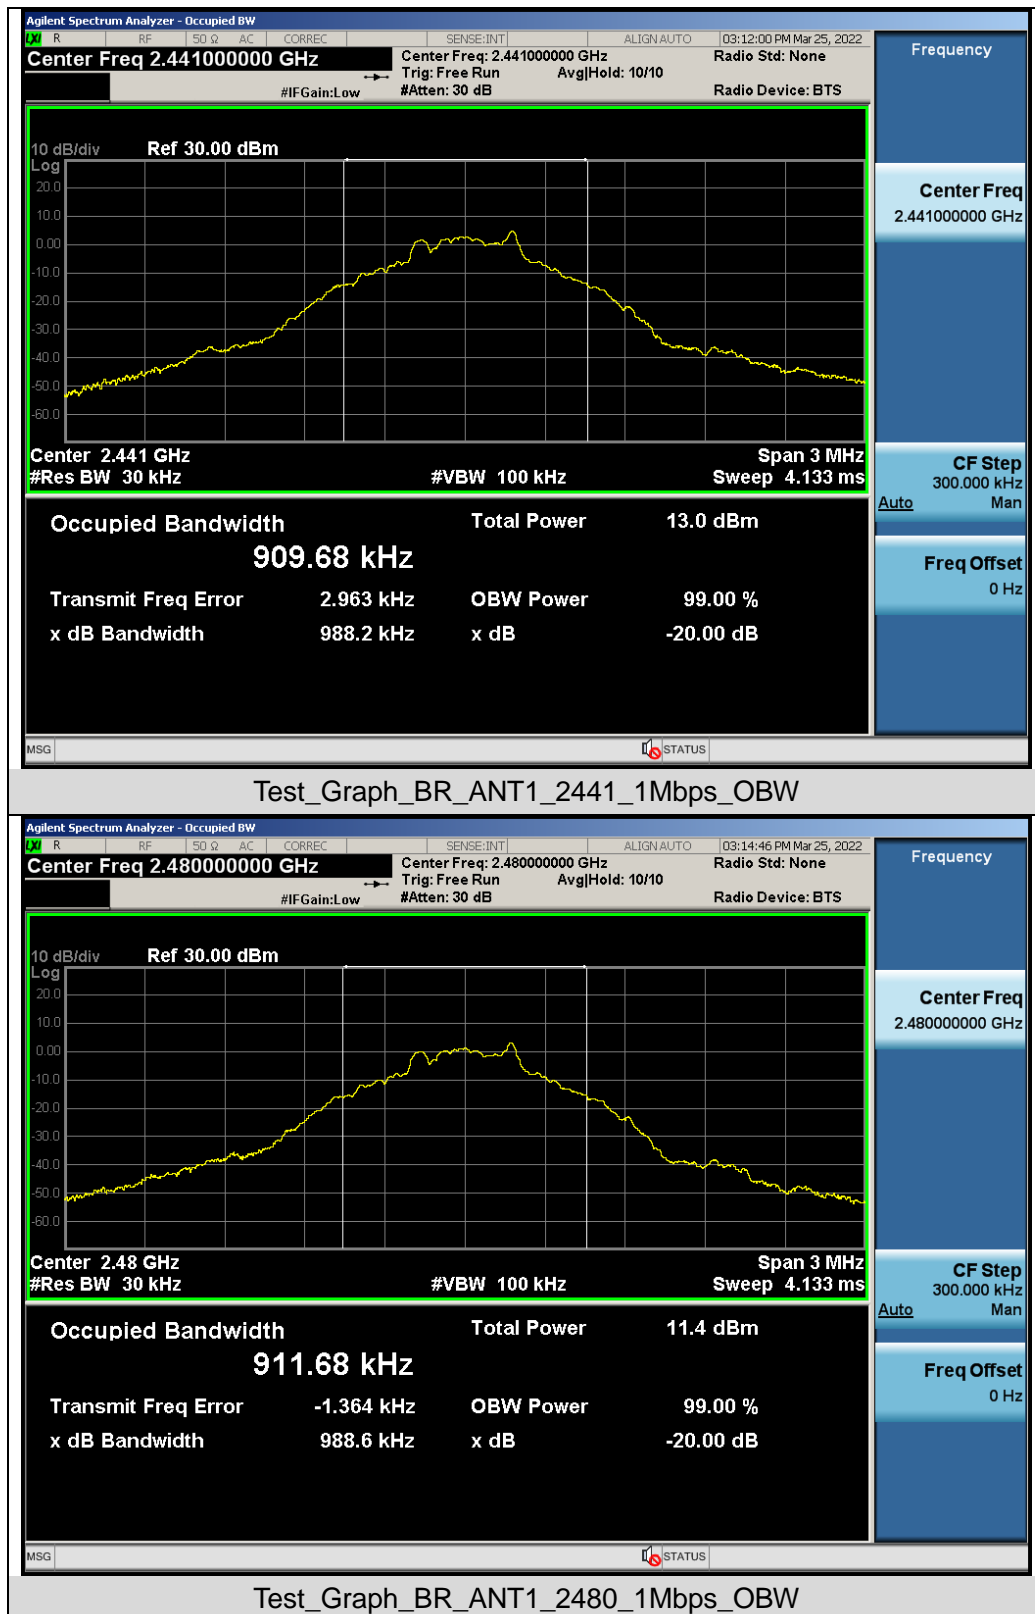 Agilent Spectrum Analyzer - Occupied BW
LXI R RF 50 Ω AC CORREC SENSE:INT ALIGN AUTO 03:12:00 PM Mar 25, 2022
Center Freq 2.441000000 GHz Center Freq: 2.441000000 GHz Radio Std: None Frequency
Trig: Free Run Avg|Hold: 10/10
#IFGain:Low #Atten: 30 dB Radio Device: BTS
10 dB/div Ref 30.00 dBm
Log
20.0
10.0
0.00
-10.0
-20.0
-30.0
-40.0
-50.0
-60.0
Center Freq
2.441000000 GHz
Center 2.441 GHz Span 3 MHz
#Res BW 30 kHz #VBW 100 kHz Sweep 4.133 ms
CF Step
300.000 kHz
Auto Man
Occupied Bandwidth Total Power 13.0 dBm
909.68 kHz
Freq Offset
0 Hz
Transmit Freq Error 2.963 kHz OBW Power 99.00 %
x dB Bandwidth 988.2 kHz x dB -20.00 dB
MSG STATUS
Test_Graph_BR_ANT1_2441_1Mbps_OBW
Agilent Spectrum Analyzer - Occupied BW
LXI R RF 50 Ω AC CORREC SENSE:INT ALIGN AUTO 03:14:46 PM Mar 25, 2022
Center Freq 2.480000000 GHz Center Freq: 2.480000000 GHz Radio Std: None Frequency
Trig: Free Run Avg|Hold: 10/10
#IFGain:Low #Atten: 30 dB Radio Device: BTS
10 dB/div Ref 30.00 dBm
Log
20.0
10.0
0.00
-10.0
-20.0
-30.0
-40.0
-50.0
-60.0
Center Freq
2.480000000 GHz
Center 2.48 GHz Span 3 MHz
#Res BW 30 kHz #VBW 100 kHz Sweep 4.133 ms
CF Step
300.000 kHz
Auto Man
Occupied Bandwidth Total Power 11.4 dBm
911.68 kHz
Freq Offset
0 Hz
Transmit Freq Error -1.364 kHz OBW Power 99.00 %
x dB Bandwidth 988.6 kHz x dB -20.00 dB
MSG STATUS
Test_Graph_BR_ANT1_2480_1Mbps_OBW